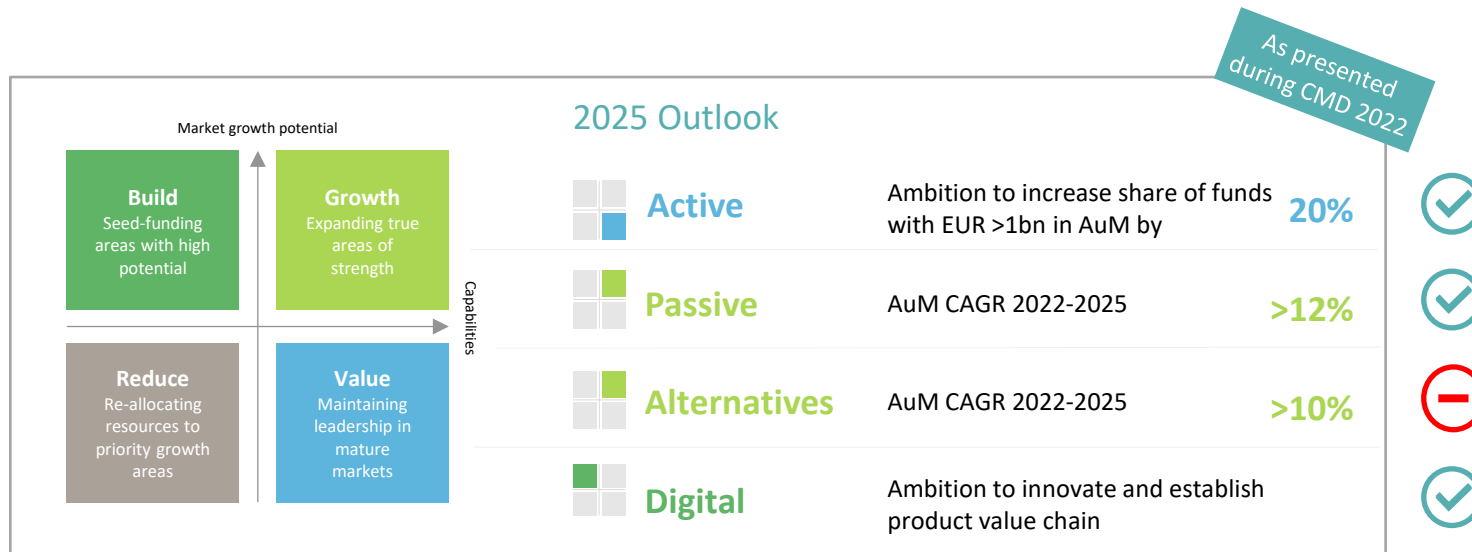 As presented
during CMD 2022
Market growth potential
Build
Seed-funding
areas with high
potential
Growth
Expanding true
areas of
strength
Capabilities
Reduce
Re-allocating
resources to
priority growth
areas
Value
Maintaining
leadership in
mature
markets
2025 Outlook
Active
Ambition to increase share of funds
with EUR >1bn in AuM by
20%
Passive
AuM CAGR 2022-2025
>12%
Alternatives
AuM CAGR 2022-2025
>10%
Digital
Ambition to innovate and establish
product value chain